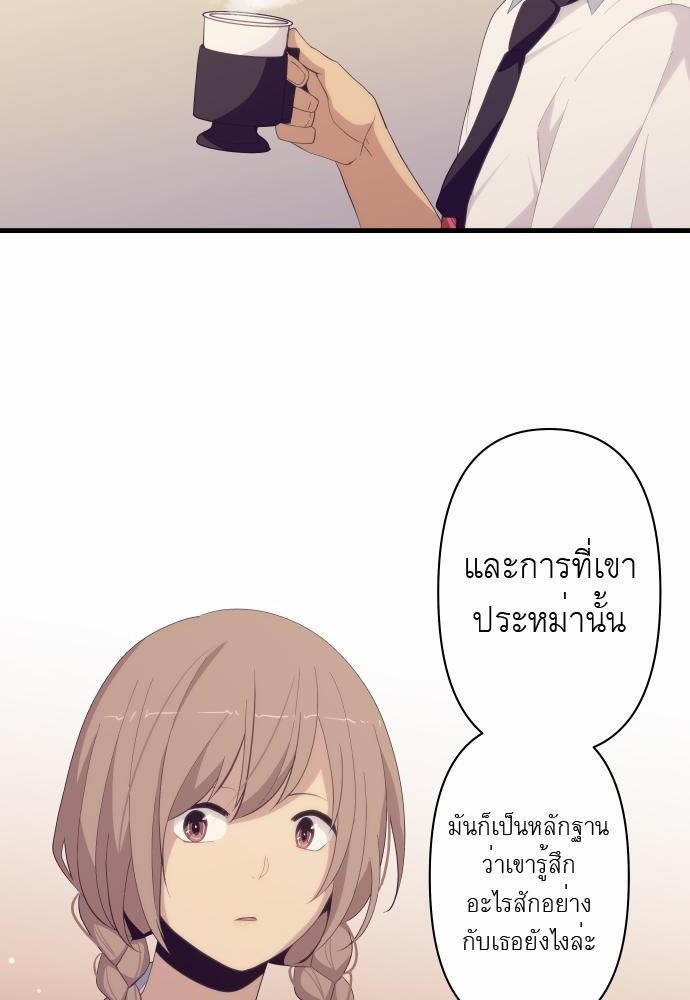 และการที่เขา
ประหม่านั้น
มันก็เป็นหลักฐาน
ว่าเขารู้สึก
อะไรสักอย่าง
กับเธอยังไงล่ะ